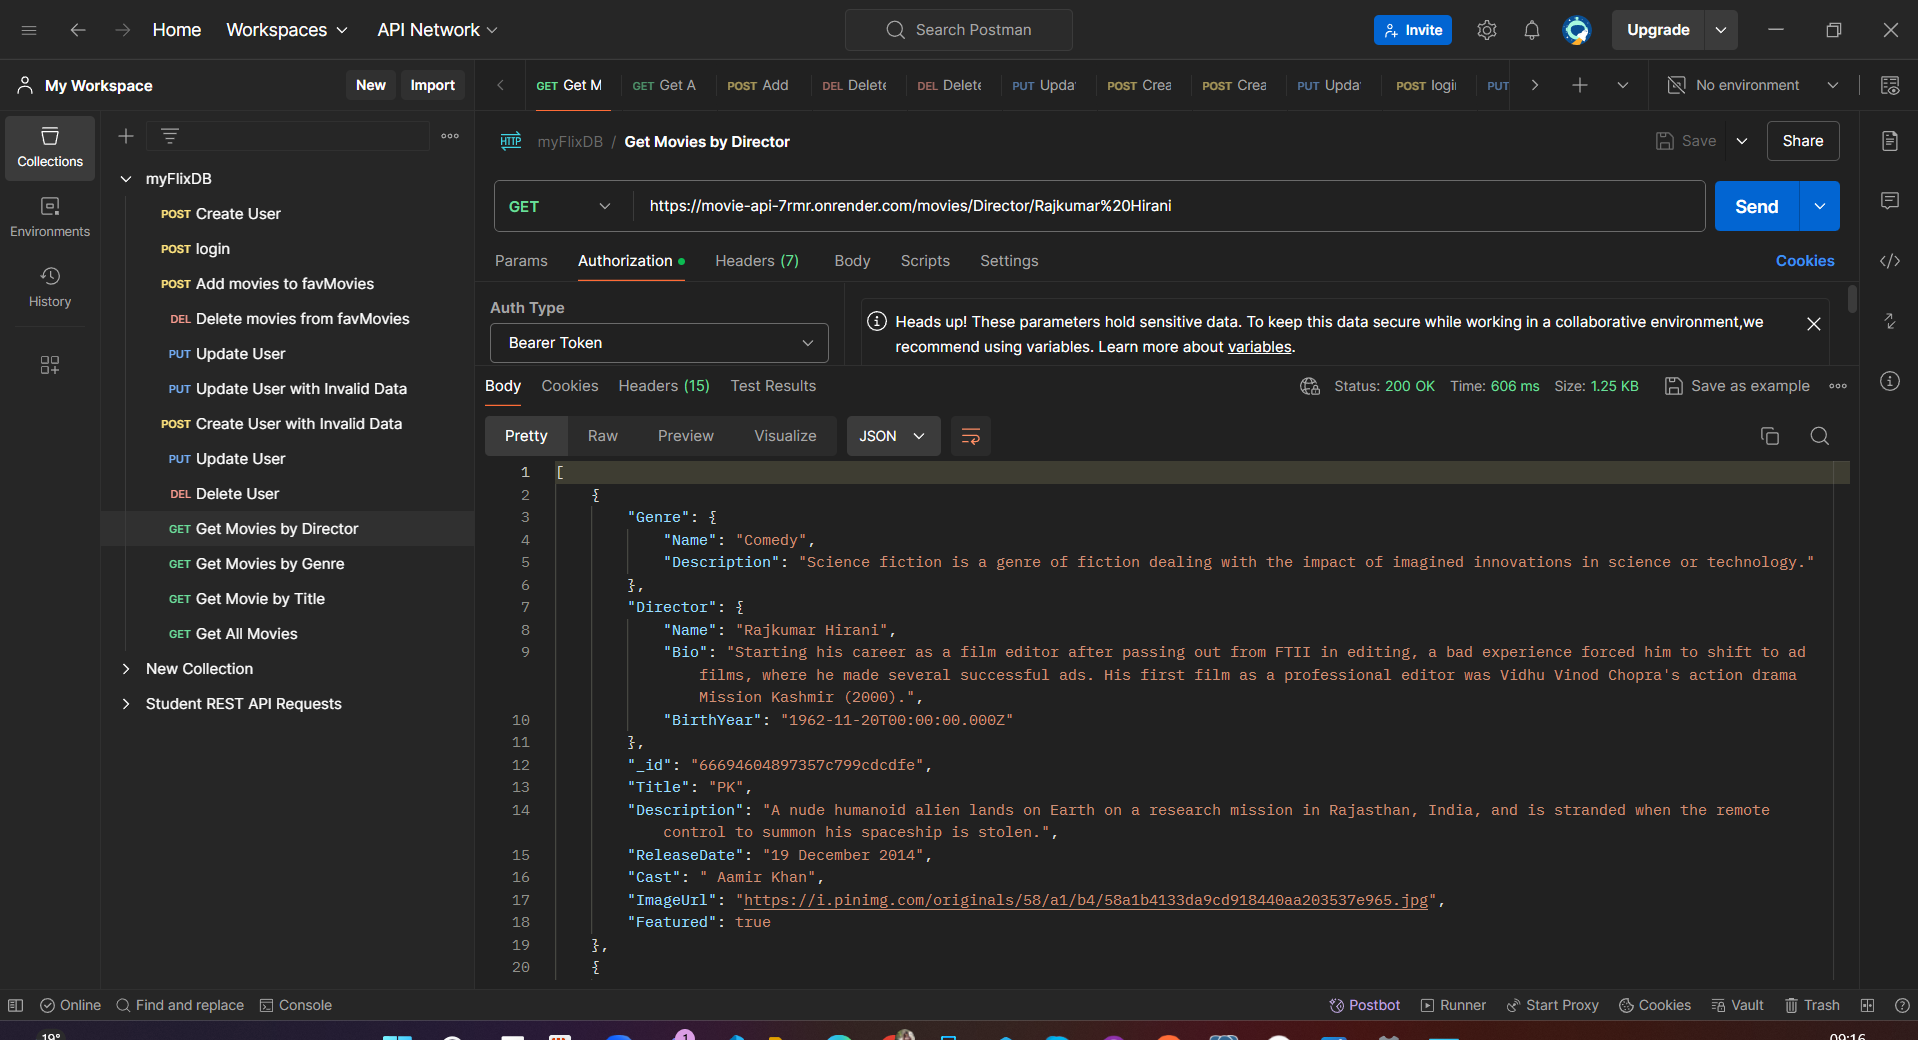 Home Workspaces API Network Search Postman Invite Upgrade
My Workspace New Import GET Get M GET Get A POST Add DEL Delete DEL Delete PUT Upda POST Crea POST Crea PUT Upda POST logi PUT No environment
Collections
Environments
History
myFlixDB
POST Create User
POST login
POST Add movies to favMovies
DEL Delete movies from favMovies
PUT Update User
PUT Update User with Invalid Data
POST Create User with Invalid Data
PUT Update User
DEL Delete User
GET Get Movies by Director
GET Get Movies by Genre
GET Get Movie by Title
GET Get All Movies
New Collection
Student REST API Requests
HTTP myFlixDB / Get Movies by Director Save Share
GET https://movie-api-7rmr.onrender.com/movies/Director/Rajkumar%20Hirani Send
Params Authorization Headers (7) Body Scripts Settings Cookies
Auth Type
Bearer Token
Heads up! These parameters hold sensitive data. To keep this data secure while working in a collaborative environment,we
recommend using variables. Learn more about variables.
Body Cookies Headers (15) Test Results Status: 200 OK Time: 606 ms Size: 1.25 KB Save as example
Pretty Raw Preview Visualize JSON
1 [
2 {
3 "Genre": {
4 "Name": "Comedy",
5 "Description": "Science fiction is a genre of fiction dealing with the impact of imagined innovations in science or technology."
6 },
7 "Director": {
8 "Name": "Rajkumar Hirani",
9 "Bio": "Starting his career as a film editor after passing out from FTII in editing, a bad experience forced him to shift to ad
films, where he made several successful ads. His first film as a professional editor was Vidhu Vinod Chopra's action drama
Mission Kashmir (2000).",
10 "BirthYear": "1962-11-20T00:00:00.000Z"
11 },
12 "_id": "66694604897357c799cdcdfe",
13 "Title": "PK",
14 "Description": "A nude humanoid alien lands on Earth on a research mission in Rajasthan, India, and is stranded when the remote
control to summon his spaceship is stolen.",
15 "ReleaseDate": "19 December 2014",
16 "Cast": " Aamir Khan",
17 "ImageUrl": "https://i.pinimg.com/originals/58/a1/b4/58a1b4133da9cd918440aa203537e965.jpg",
18 "Featured": true
19 },
20 {
Online Find and replace Console Postbot Runner Start Proxy Cookies Vault Trash
19° 1 09:16